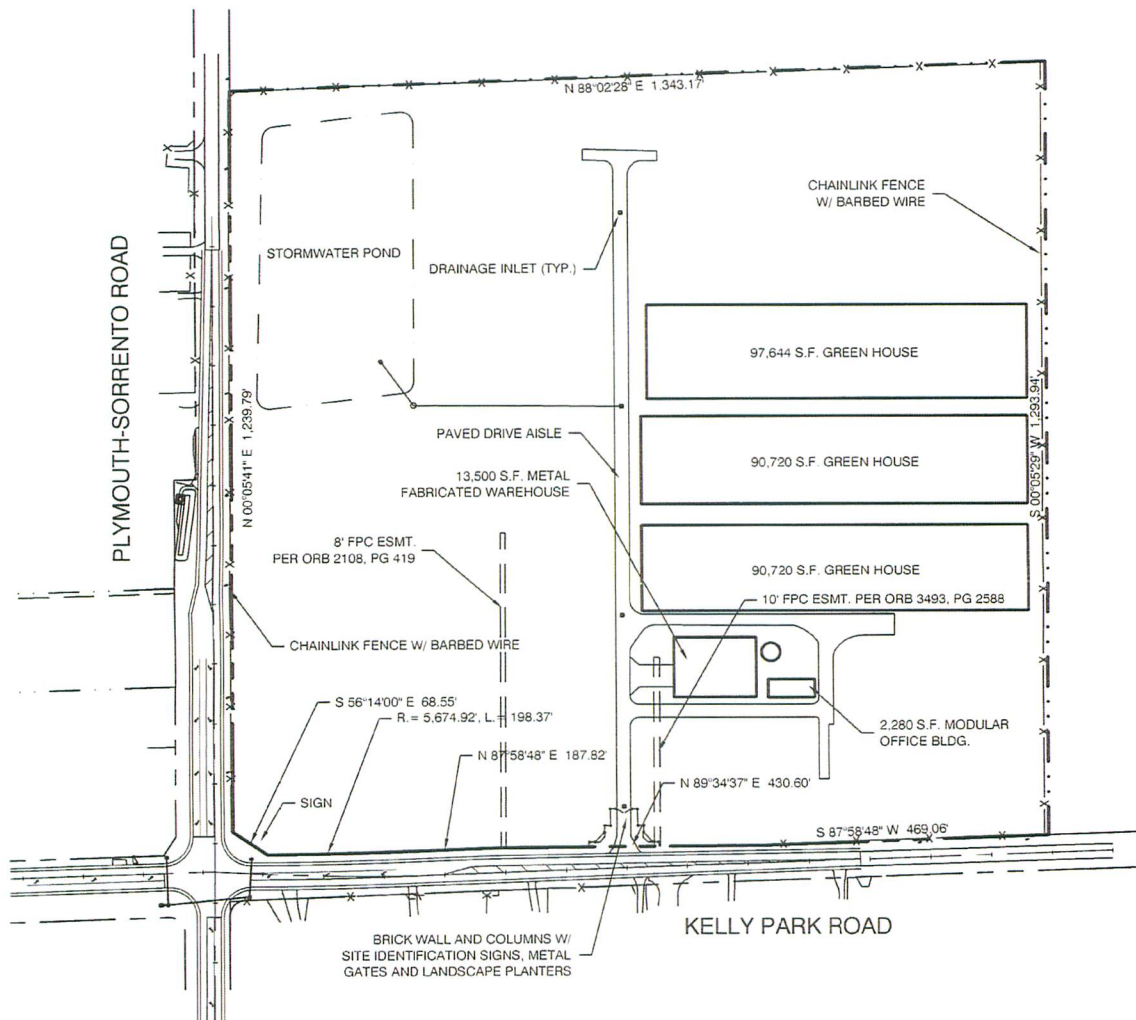 N 88°02'28" E 1,343.17'
CHAINLINK FENCE
W/ BARBED WIRE
STORMWATER POND
DRAINAGE INLET (TYP.)
PLYMOUTH-SORRENTO ROAD
97,644 S.F. GREEN HOUSE
N 00°05'41" E 1,239.79'
S 00°05'29" W 1,293.94'
PAVED DRIVE AISLE
90,720 S.F. GREEN HOUSE
13,500 S.F. METAL
FABRICATED WAREHOUSE
8' FPC ESMT.
PER ORB 2108, PG 419
90,720 S.F. GREEN HOUSE
10' FPC ESMT. PER ORB 3493, PG 2588
CHAINLINK FENCE W/ BARBED WIRE
S 56°14'00" E 68.55'
R.= 5,674.92', L.= 198.37'
2,280 S.F. MODULAR
OFFICE BLDG.
N 87°58'48" E 187.82'
N 89°34'37" E 430.60'
SIGN
S 87°58'48" W 469.06'
KELLY PARK ROAD
BRICK WALL AND COLUMNS W/
SITE IDENTIFICATION SIGNS, METAL
GATES AND LANDSCAPE PLANTERS